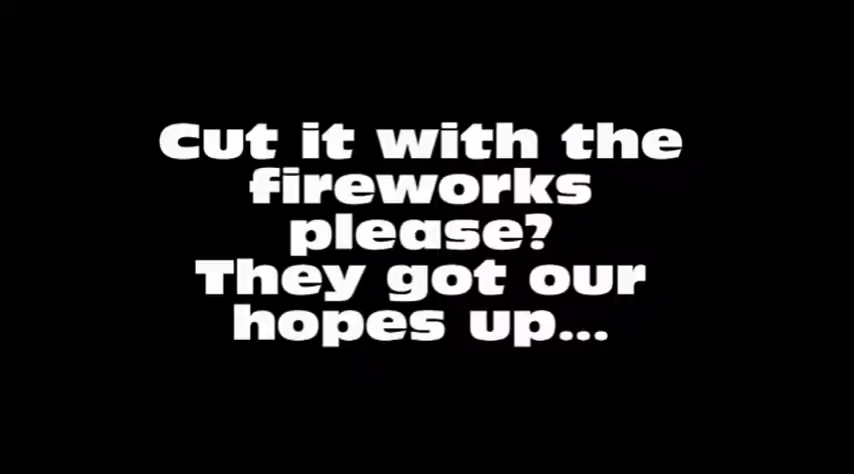 Cut it with the
fireworks
please?
They got our
hopes up...